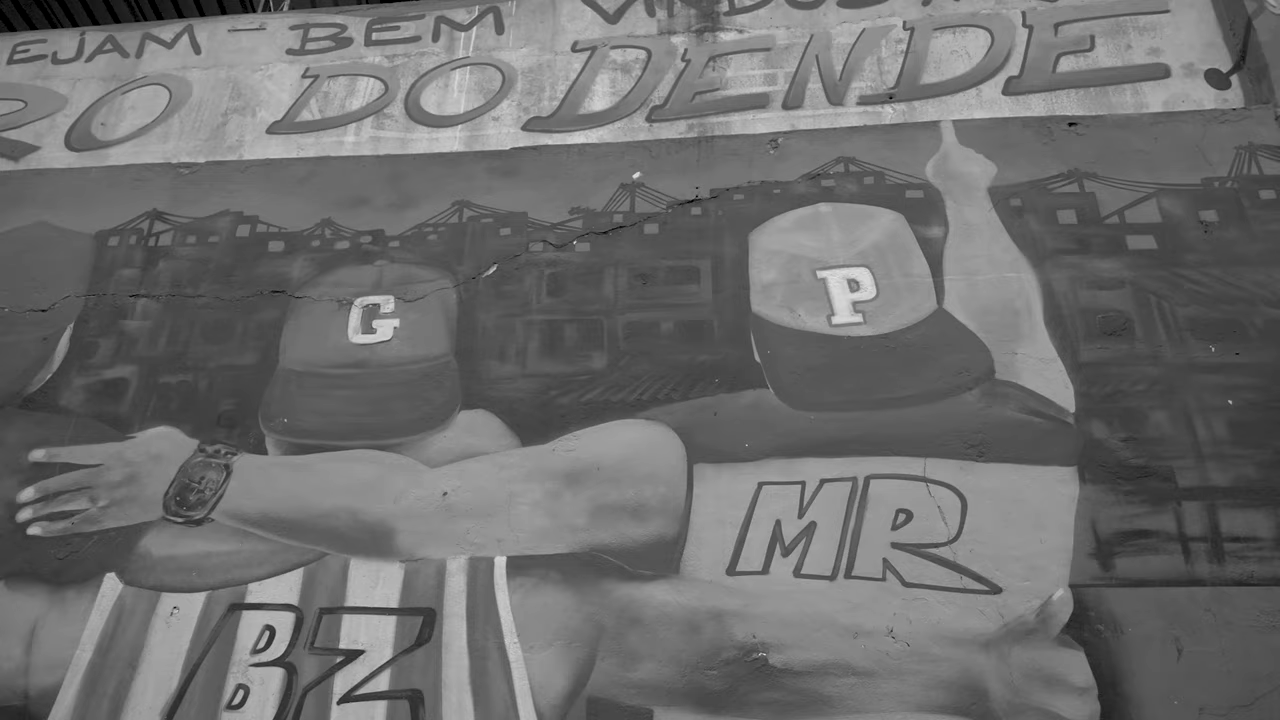 EJAM - BEM
RO DO DENDE.
G
P
MR
BZ